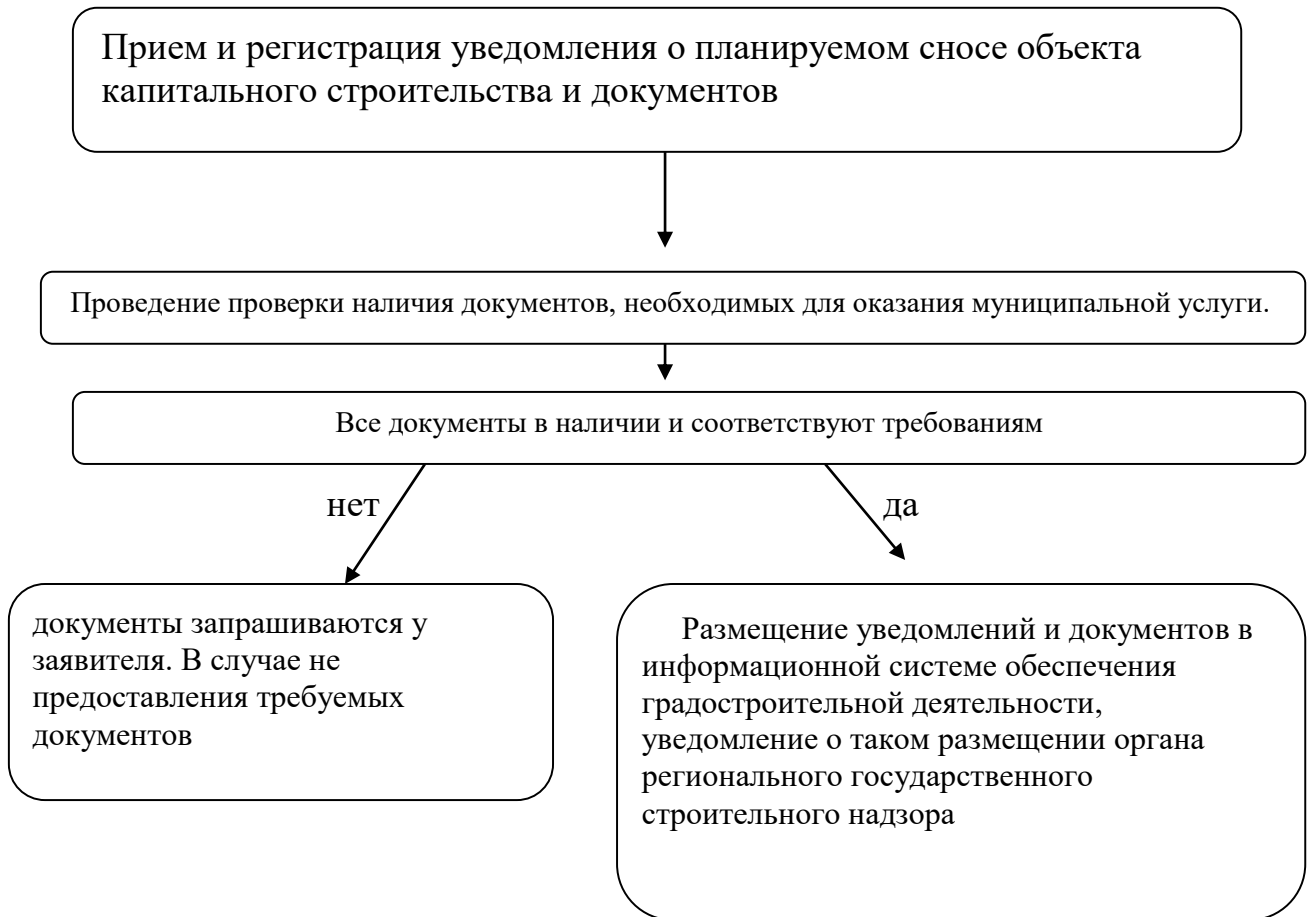 Прием и регистрация уведомления о планируемом сносе объекта
капитального строительства и документов
Проведение проверки наличия документов, необходимых для оказания муниципальной услуги.
Все документы в наличии и соответствуют требованиям
нет
да
документы запрашиваются у
заявителя. В случае не
предоставления требуемых
документов
Размещение уведомлений и документов в
информационной системе обеспечения
градостроительной деятельности,
уведомление о таком размещении органа
регионального государственного
строительного надзора